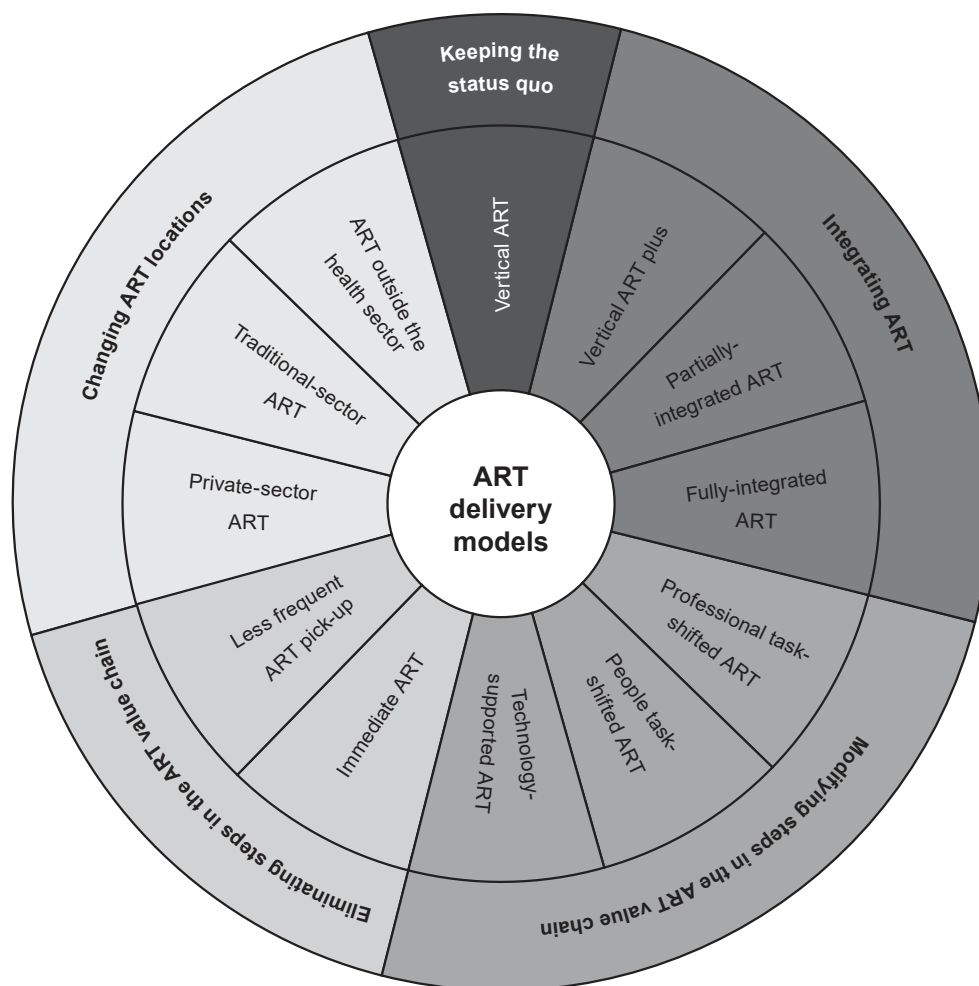 Keeping the
status quo
Vertical ART
Integrating ART
Vertical ART plus
Partially-
integrated ART
Fully-integrated
ART
Modifying steps in the ART value chain
Professional task-
shifted ART
People task-
shifted ART
Technology-
supported ART
Eliminating steps in the ART value chain
Immediate ART
Less frequent
ART pick-up
Changing ART locations
Private-sector
ART
Traditional-sector
ART
ART outside the
health sector
ART
delivery
models